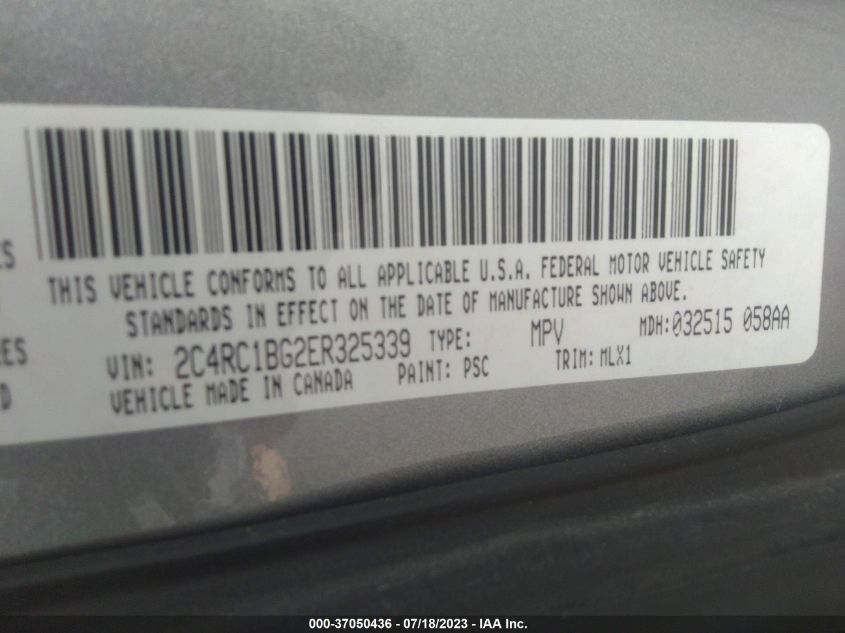 THIS VEHICLE CONFORMS TO ALL APPLICABLE U.S.A. FEDERAL MOTOR VEHICLE SAFETY
STANDARDS IN EFFECT ON THE DATE OF MANUFACTURE SHOWN ABOVE.
VIN: 2C4RC1BG2ER325339 TYPE: MPV MDH:032515 058AA
VEHICLE MADE IN CANADA PAINT: PSC TRIM: MLX1
000-37050436 - 07/18/2023 - IAA Inc.